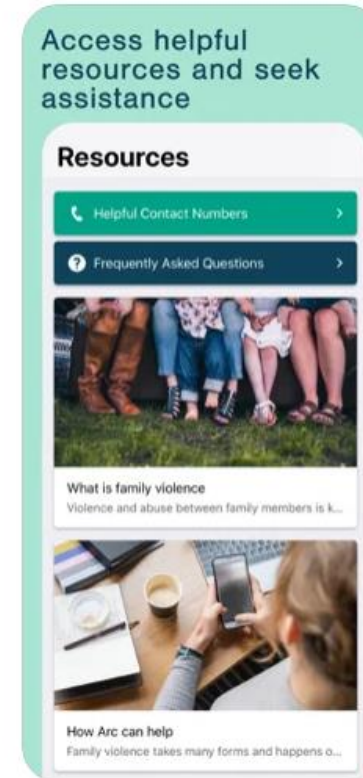 Access helpful
resources and seek
assistance
Resources
Helpful Contact Numbers
Frequently Asked Questions
What is family violence
Violence and abuse between family members is k...
How Arc can help
Family violence takes many forms and happens o...